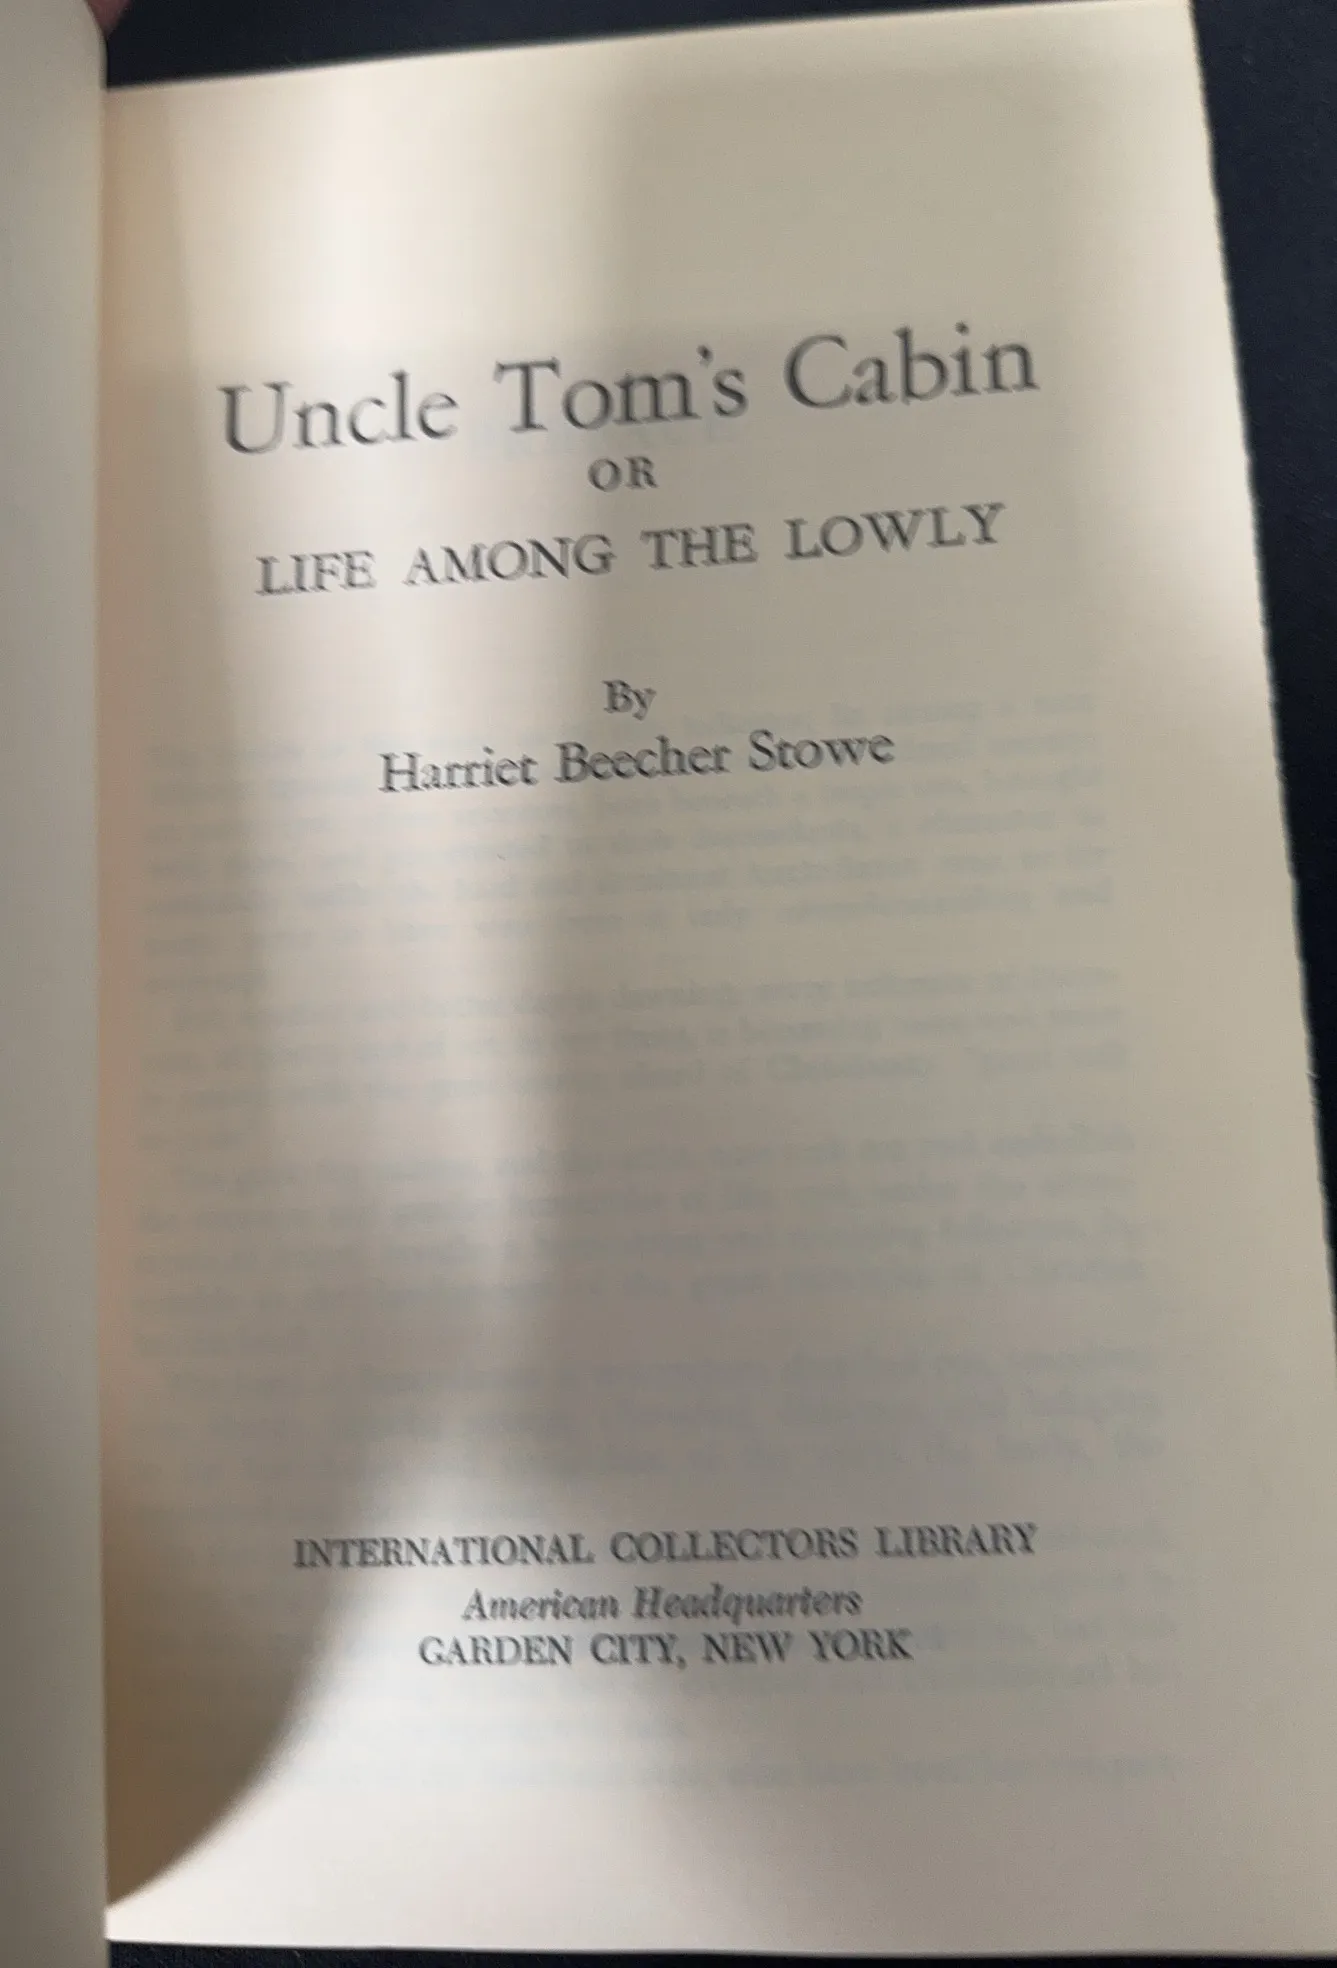 Uncle Tom's Cabin
OR
LIFE AMONG THE LOWLY
By
Harriet Beecher Stowe
INTERNATIONAL COLLECTORS LIBRARY
American Headquarters
GARDEN CITY, NEW YORK